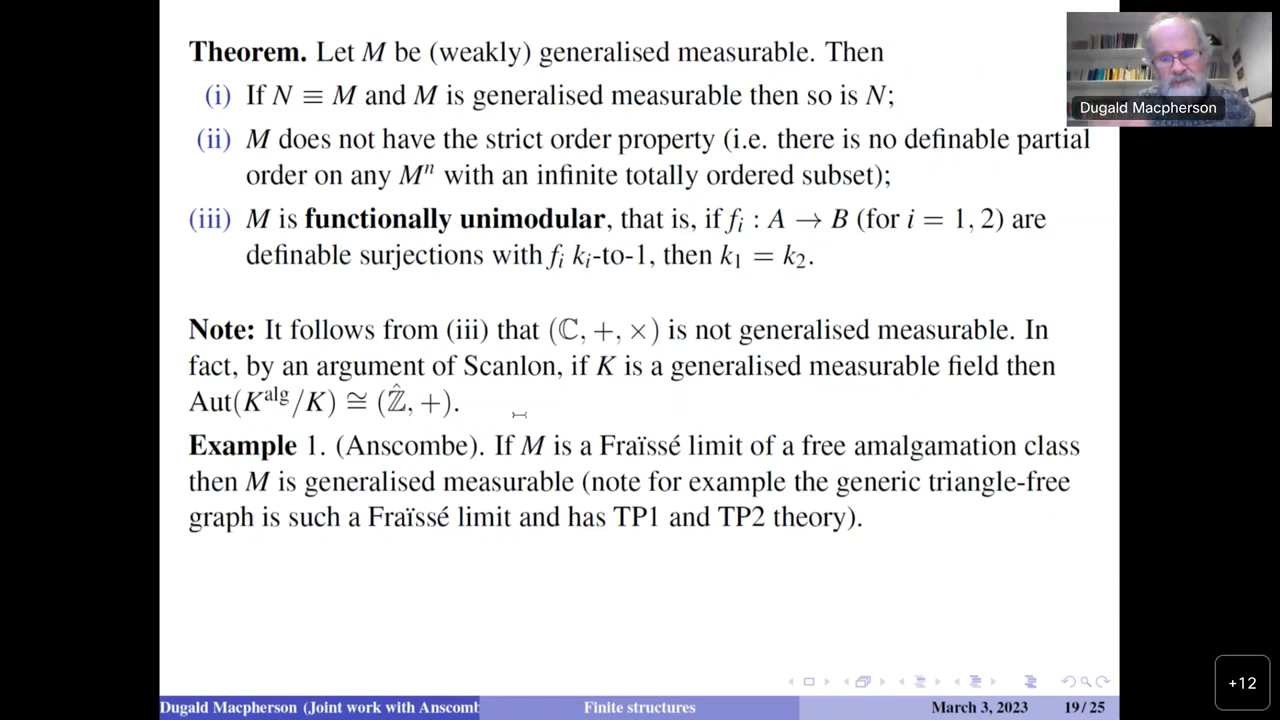 Theorem. Let M be (weakly) generalised measurable. Then
(i) If N ≡ M and M is generalised measurable then so is N;
(ii) M does not have the strict order property (i.e. there is no definable partial
order on any Mⁿ with an infinite totally ordered subset);
(iii) M is functionally unimodular, that is, if fᵢ : A → B (for i = 1, 2) are
definable surjections with fᵢ kᵢ-to-1, then k₁ = k₂.
Note: It follows from (iii) that (ℂ, +, ×) is not generalised measurable. In
fact, by an argument of Scanlon, if K is a generalised measurable field then
Aut(K^alg/K) ≅ (ℤ̂, +).
Example 1. (Anscombe). If M is a Fraïssé limit of a free amalgamation class
then M is generalised measurable (note for example the generic triangle-free
graph is such a Fraïssé limit and has TP1 and TP2 theory).
Dugald Macpherson
+12
Dugald Macpherson (Joint work with Anscomb
Finite structures
March 3, 2023
19 / 25